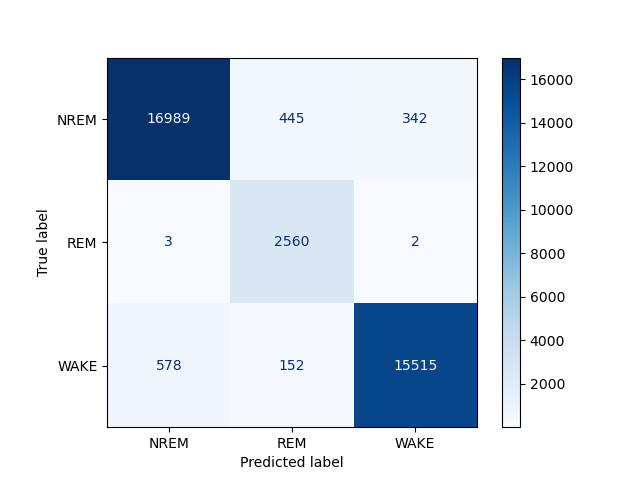 NREM 16989 445 342
REM 3 2560 2
WAKE 578 152 15515
NREM REM WAKE
Predicted label
True label
16000
14000
12000
10000
8000
6000
4000
2000